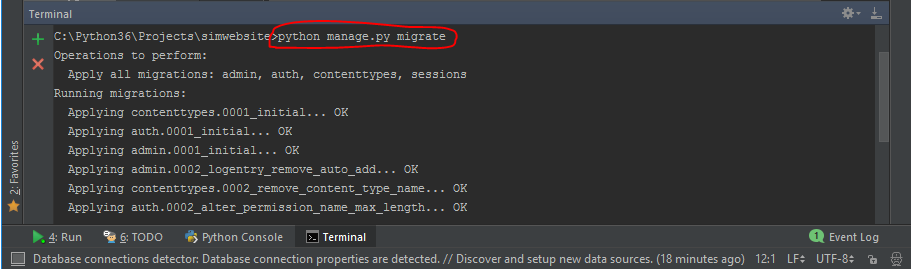 Terminal
C:\Python36\Projects\simwebsite>python manage.py migrate
Operations to perform:
Apply all migrations: admin, auth, contenttypes, sessions
Running migrations:
Applying contenttypes.0001_initial... OK
Applying auth.0001_initial... OK
Applying admin.0001_initial... OK
Applying admin.0002_logentry_remove_auto_add... OK
Applying contenttypes.0002_remove_content_type_name... OK
Applying auth.0002_alter_permission_name_max_length... OK
2: Favorites
4: Run 6: TODO Python Console Terminal 1 Event Log
Database connections detector: Database connection properties are detected. // Discover and setup new data sources. (18 minutes ago) 12:1 LF UTF-8